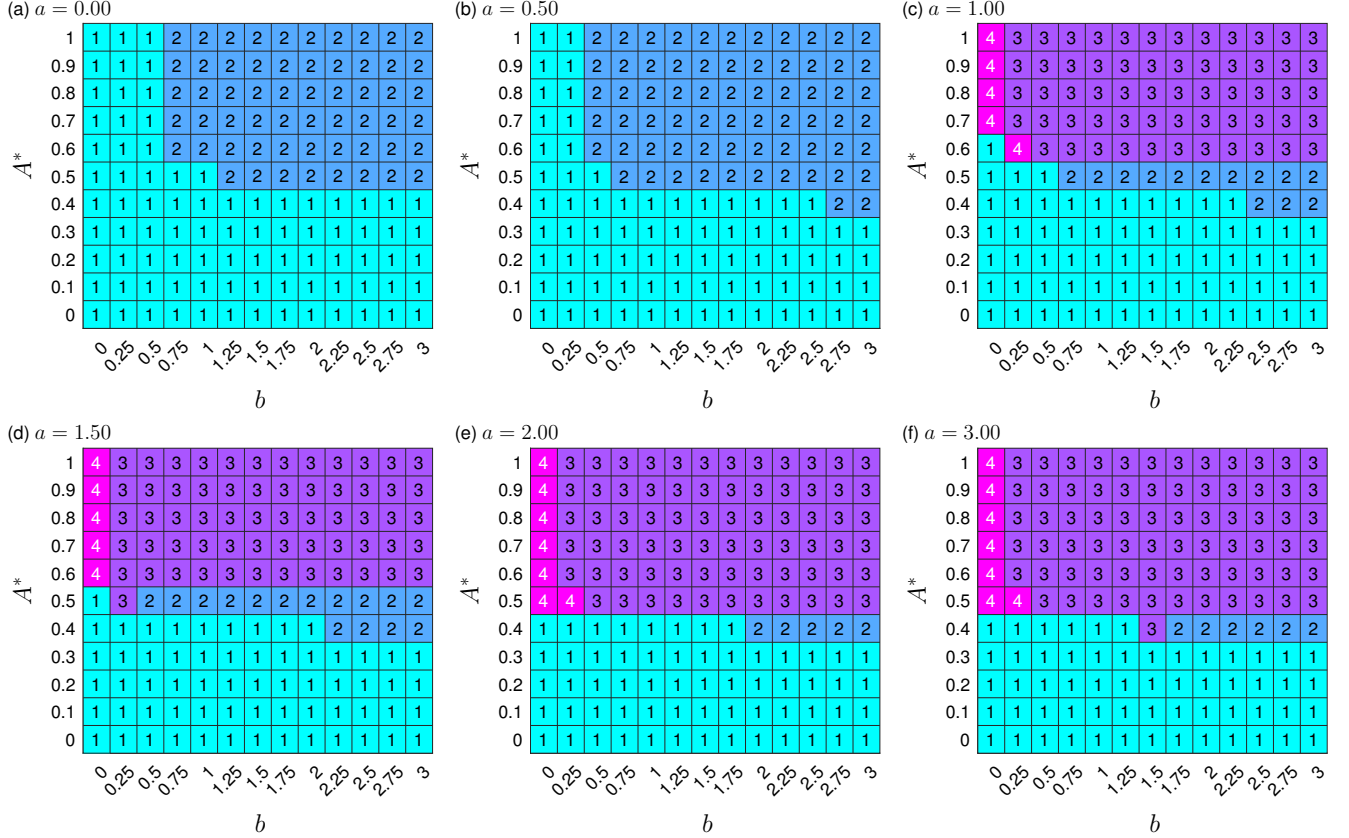 (a) a = 0.00
A*
1 1 1 1 2 2 2 2 2 2 2 2 2 2
0.9 1 1 1 2 2 2 2 2 2 2 2 2 2
0.8 1 1 1 2 2 2 2 2 2 2 2 2 2
0.7 1 1 1 2 2 2 2 2 2 2 2 2 2
0.6 1 1 1 2 2 2 2 2 2 2 2 2 2
0.5 1 1 1 1 1 2 2 2 2 2 2 2 2
0.4 1 1 1 1 1 1 1 1 1 1 1 1 1
0.3 1 1 1 1 1 1 1 1 1 1 1 1 1
0.2 1 1 1 1 1 1 1 1 1 1 1 1 1
0.1 1 1 1 1 1 1 1 1 1 1 1 1 1
0 1 1 1 1 1 1 1 1 1 1 1 1 1
0 0.25 0.5 0.75 1 1.25 1.5 1.75 2 2.25 2.5 2.75 3
b
(b) a = 0.50
A*
1 1 1 2 2 2 2 2 2 2 2 2 2 2
0.9 1 1 2 2 2 2 2 2 2 2 2 2 2
0.8 1 1 2 2 2 2 2 2 2 2 2 2 2
0.7 1 1 2 2 2 2 2 2 2 2 2 2 2
0.6 1 1 2 2 2 2 2 2 2 2 2 2 2
0.5 1 1 1 2 2 2 2 2 2 2 2 2 2
0.4 1 1 1 1 1 1 1 1 1 1 1 2 2
0.3 1 1 1 1 1 1 1 1 1 1 1 1 1
0.2 1 1 1 1 1 1 1 1 1 1 1 1 1
0.1 1 1 1 1 1 1 1 1 1 1 1 1 1
0 1 1 1 1 1 1 1 1 1 1 1 1 1
0 0.25 0.5 0.75 1 1.25 1.5 1.75 2 2.25 2.5 2.75 3
b
(c) a = 1.00
A*
1 4 3 3 3 3 3 3 3 3 3 3 3 3
0.9 4 3 3 3 3 3 3 3 3 3 3 3 3
0.8 4 3 3 3 3 3 3 3 3 3 3 3 3
0.7 4 3 3 3 3 3 3 3 3 3 3 3 3
0.6 1 4 3 3 3 3 3 3 3 3 3 3 3
0.5 1 1 1 2 2 2 2 2 2 2 2 2 2
0.4 1 1 1 1 1 1 1 1 1 1 2 2 2
0.3 1 1 1 1 1 1 1 1 1 1 1 1 1
0.2 1 1 1 1 1 1 1 1 1 1 1 1 1
0.1 1 1 1 1 1 1 1 1 1 1 1 1 1
0 1 1 1 1 1 1 1 1 1 1 1 1 1
0 0.25 0.5 0.75 1 1.25 1.5 1.75 2 2.25 2.5 2.75 3
b
(d) a = 1.50
A*
1 4 3 3 3 3 3 3 3 3 3 3 3 3
0.9 4 3 3 3 3 3 3 3 3 3 3 3 3
0.8 4 3 3 3 3 3 3 3 3 3 3 3 3
0.7 4 3 3 3 3 3 3 3 3 3 3 3 3
0.6 4 3 3 3 3 3 3 3 3 3 3 3 3
0.5 1 3 2 2 2 2 2 2 2 2 2 2 2
0.4 1 1 1 1 1 1 1 1 1 2 2 2 2
0.3 1 1 1 1 1 1 1 1 1 1 1 1 1
0.2 1 1 1 1 1 1 1 1 1 1 1 1 1
0.1 1 1 1 1 1 1 1 1 1 1 1 1 1
0 1 1 1 1 1 1 1 1 1 1 1 1 1
0 0.25 0.5 0.75 1 1.25 1.5 1.75 2 2.25 2.5 2.75 3
b
(e) a = 2.00
A*
1 4 3 3 3 3 3 3 3 3 3 3 3 3
0.9 4 3 3 3 3 3 3 3 3 3 3 3 3
0.8 4 3 3 3 3 3 3 3 3 3 3 3 3
0.7 4 3 3 3 3 3 3 3 3 3 3 3 3
0.6 4 3 3 3 3 3 3 3 3 3 3 3 3
0.5 4 4 3 3 3 3 3 3 3 3 3 3 3
0.4 1 1 1 1 1 1 1 1 2 2 2 2 2
0.3 1 1 1 1 1 1 1 1 1 1 1 1 1
0.2 1 1 1 1 1 1 1 1 1 1 1 1 1
0.1 1 1 1 1 1 1 1 1 1 1 1 1 1
0 1 1 1 1 1 1 1 1 1 1 1 1 1
0 0.25 0.5 0.75 1 1.25 1.5 1.75 2 2.25 2.5 2.75 3
b
(f) a = 3.00
A*
1 4 3 3 3 3 3 3 3 3 3 3 3 3
0.9 4 3 3 3 3 3 3 3 3 3 3 3 3
0.8 4 3 3 3 3 3 3 3 3 3 3 3 3
0.7 4 3 3 3 3 3 3 3 3 3 3 3 3
0.6 4 3 3 3 3 3 3 3 3 3 3 3 3
0.5 4 4 3 3 3 3 3 3 3 3 3 3 3
0.4 1 1 1 1 1 1 3 2 2 2 2 2 2
0.3 1 1 1 1 1 1 1 1 1 1 1 1 1
0.2 1 1 1 1 1 1 1 1 1 1 1 1 1
0.1 1 1 1 1 1 1 1 1 1 1 1 1 1
0 1 1 1 1 1 1 1 1 1 1 1 1 1
0 0.25 0.5 0.75 1 1.25 1.5 1.75 2 2.25 2.5 2.75 3
b